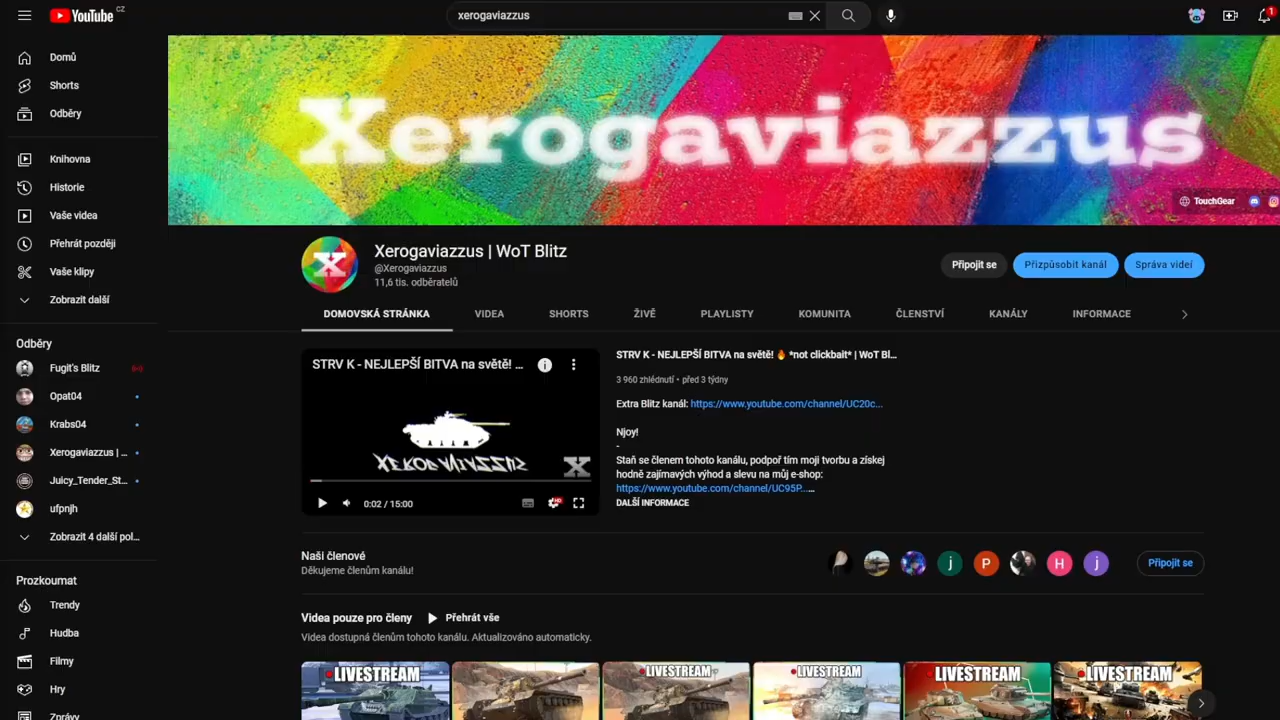 YouTube CZ
xerogaviazzus
1
Domů
Shorts
Odběry
Knihovna
Historie
Vaše videa
Přehrát později
Vaše klipy
Zobrazit další
Odběry
Fugit's Blitz
Opat04
Krabs04
Xerogaviazzus | ...
Juicy_Tender_St...
ufpnjh
Zobrazit 4 další pol...
Prozkoumat
Trendy
Hudba
Filmy
Hry
Zprávy
Xerogaviazzus
TouchGear
X
Xerogaviazzus | WoT Blitz
@Xerogaviazzus
11,6 tis. odběratelů
Připojit se
Přizpůsobit kanál
Správa videí
DOMOVSKÁ STRÁNKA
VIDEA
SHORTS
ŽIVĚ
PLAYLISTY
KOMUNITA
ČLENSTVÍ
KANÁLY
INFORMACE
STRV K - NEJLEPŠÍ BITVA na světě! ...
X
0:02 / 15:00
HD
STRV K - NEJLEPŠÍ BITVA na světě! 🔥 *not clickbait* | WoT Bl...
3 960 zhlédnutí • před 3 týdny
Extra Blitz kanál: https://www.youtube.com/channel/UC20c...
Njoy!
-
Staň se členem tohoto kanálu, podpoř tím moji tvorbu a získej
hodně zajímavých výhod a slevu na můj e-shop:
https://www.youtube.com/channel/UC95P...
...
DALŠÍ INFORMACE
Naši členové
Děkujeme členům kanálu!
j
P
H
j
Připojit se
Videa pouze pro členy
Přehrát vše
Videa dostupná členům tohoto kanálu. Aktualizováno automaticky.
LIVESTREAM
LIVESTREAM
LIVESTREAM
LIVESTREAM
LIVESTREAM